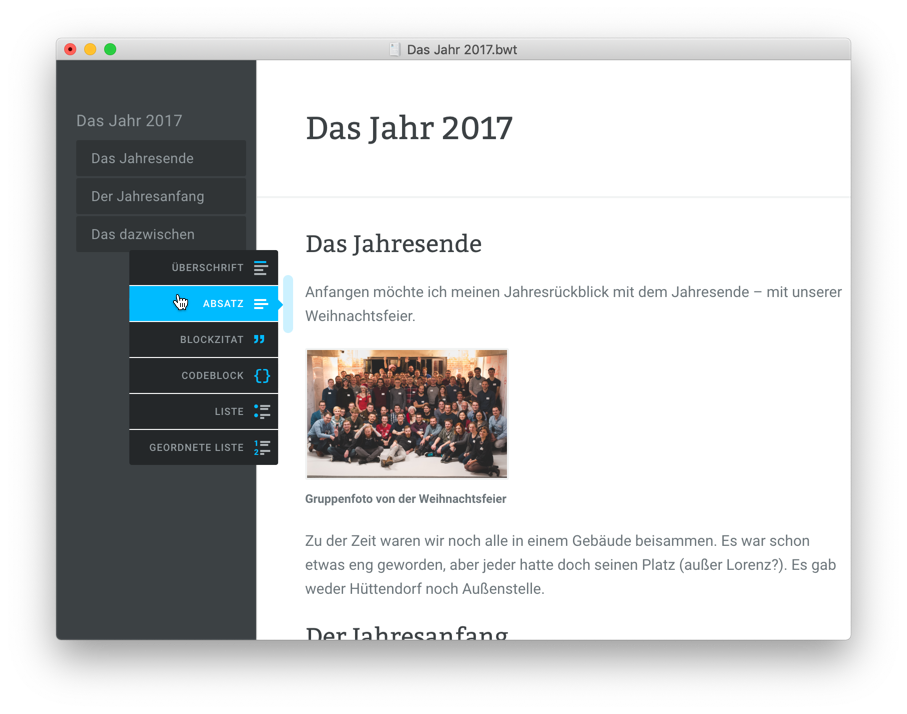 Das Jahr 2017.bwt
Das Jahr 2017
Das Jahresende
Der Jahresanfang
Das dazwischen
ÜBERSCHRIFT
ABSATZ
BLOCKZITAT
CODEBLOCK
LISTE
GEORDNETE LISTE
Das Jahr 2017
Das Jahresende
Anfangen möchte ich meinen Jahresrückblick mit dem Jahresende – mit unserer
Weihnachtsfeier.
Gruppenfoto von der Weihnachtsfeier
Zu der Zeit waren wir noch alle in einem Gebäude beisammen. Es war schon
etwas eng geworden, aber jeder hatte doch seinen Platz (außer Lorenz?). Es gab
weder Hüttendorf noch Außenstelle.
Der Jahresanfang